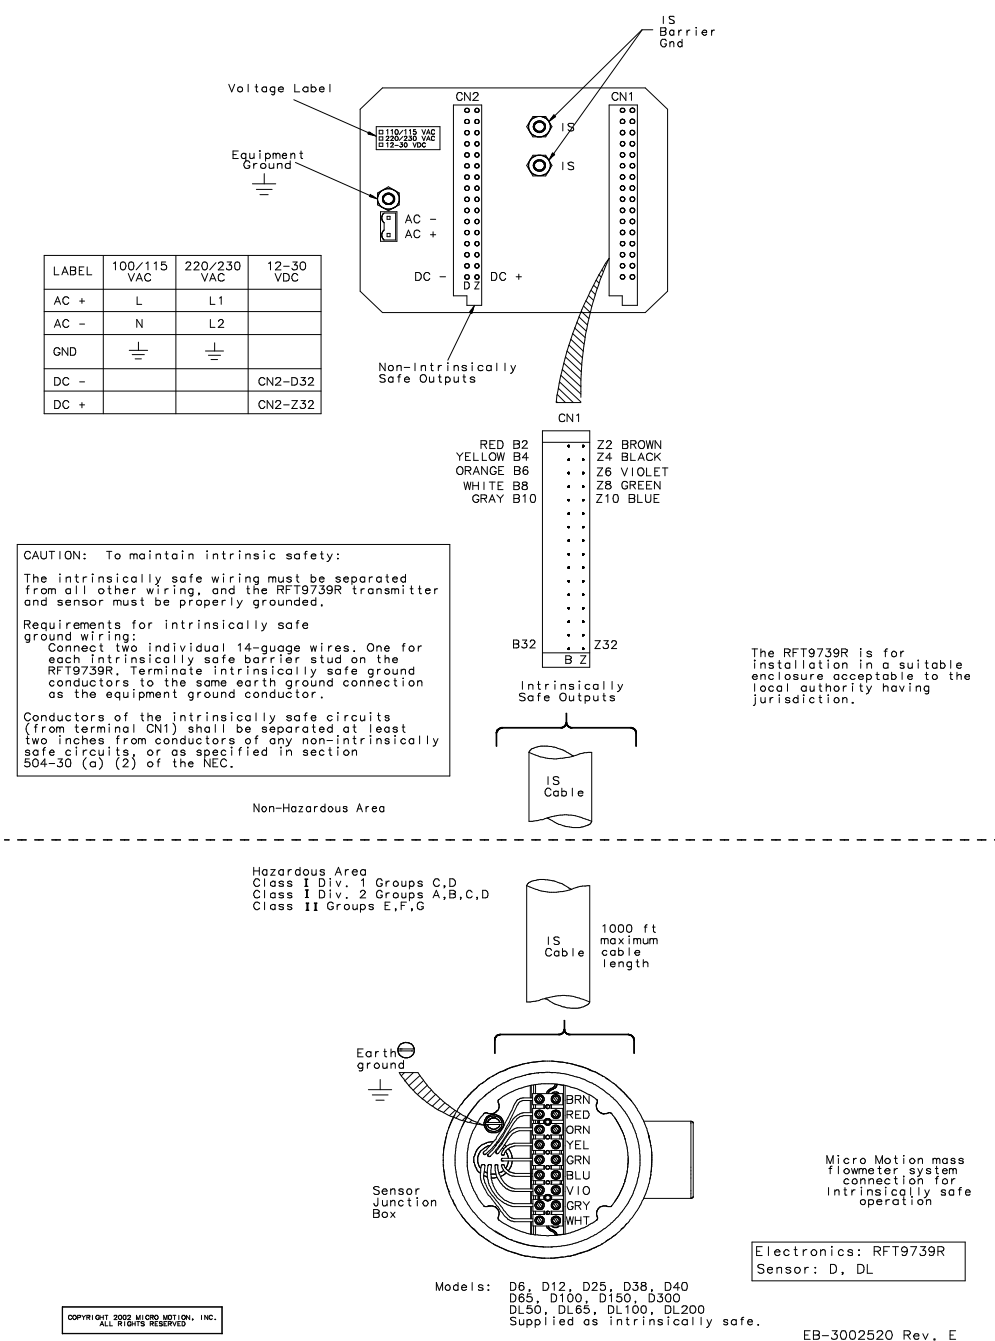 IS
Barrier
Gnd
Voltage Label
CN2
CN1
110/115 VAC
220/230 VAC
12-30 VDC
IS
IS
Equipment
Ground
AC -
AC +
DC -
DC +
D Z
LABEL 100/115 VAC 220/230 VAC 12-30 VDC
AC + L L1
AC - N L2
GND
DC - CN2-D32
DC + CN2-Z32
Non-Intrinsically
Safe Outputs
CN1
RED B2 Z2 BROWN
YELLOW B4 Z4 BLACK
ORANGE B6 Z6 VIOLET
WHITE B8 Z8 GREEN
GRAY B10 Z10 BLUE
B32 Z32
B Z
Intrinsically
Safe Outputs
CAUTION: To maintain intrinsic safety:
The intrinsically safe wiring must be separated
from all other wiring, and the RFT9739R transmitter
and sensor must be properly grounded.
Requirements for intrinsically safe
ground wiring:
Connect two individual 14-guage wires. One for
each intrinsically safe barrier stud on the
RFT9739R. Terminate intrinsically safe ground
conductors to the same earth ground connection
as the equipment ground conductor.
Conductors of the intrinsically safe circuits
(from terminal CN1) shall be separated at least
two inches from conductors of any non-intrinsically
safe circuits, or as specified in section
504-30 (a) (2) of the NEC.
The RFT9739R is for
installation in a suitable
enclosure acceptable to the
local authority having
jurisdiction.
IS
Cable
Non-Hazardous Area
Hazardous Area
Class I Div. 1 Groups C,D
Class I Div. 2 Groups A,B,C,D
Class II Groups E,F,G
IS
Cable
1000 ft
maximum
cable
length
Earth
ground
BRN
RED
ORN
YEL
GRN
BLU
VIO
GRY
WHT
Sensor
Junction
Box
Micro Motion mass
flowmeter system
connection for
Intrinsically safe
operation
Electronics: RFT9739R
Sensor: D, DL
Models: D6, D12, D25, D38, D40
D65, D100, D150, D300
DL50, DL65, DL100, DL200
Supplied as intrinsically safe.
COPYRIGHT 2002 MICRO MOTION, INC.
ALL RIGHTS RESERVED
EB-3002520 Rev. E